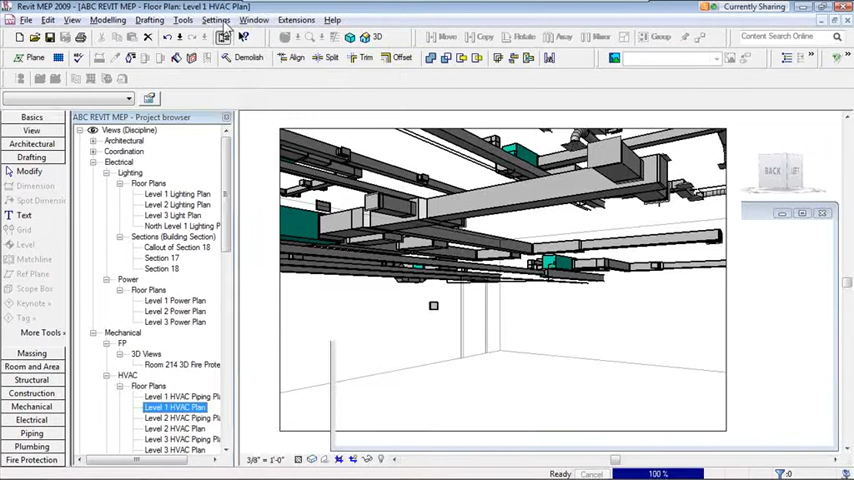 Revit MEP 2009 - [ABC REVIT MEP - Floor Plan: Level 1 HVAC Plan]
Currently Sharing
File Edit View Modelling Drafting Tools Settings Window Extensions Help
3D Move Copy Rotate Array Mirror Group Content Search Online
Plane Demolish Align Split Trim Offset
ABC REVIT MEP - Project browser
Basics
View
Architectural
Drafting
Modify
Dimension
Spot Dimensio
Text
Grid
Level
Matchline
Ref Plane
Scope Box
Keynote
Tag
More Tools
Massing
Room and Area
Structural
Construction
Mechanical
Electrical
Piping
Plumbing
Fire Protection
Views (Discipline)
Architectural
Coordination
Electrical
Lighting
Floor Plans
Level 1 Lighting Plan
Level 2 Lighting Plan
Level 3 Light Plan
North Level 1 Lighting P
Sections (Building Section)
Callout of Section 18
Section 17
Section 18
Power
Floor Plans
Level 1 Power Plan
Level 2 Power Plan
Level 3 Power Plan
Mechanical
FP
3D Views
Room 214 3D Fire Prote
HVAC
Floor Plans
Level 1 HVAC Piping Pla
Level 1 HVAC Plan
Level 2 HVAC Piping Pla
Level 2 HVAC Plan
Level 3 HVAC Piping Pla
Level 3 HVAC Plan
BACK LEFT
3/8" = 1'-0"
Ready Cancel 100 % :0